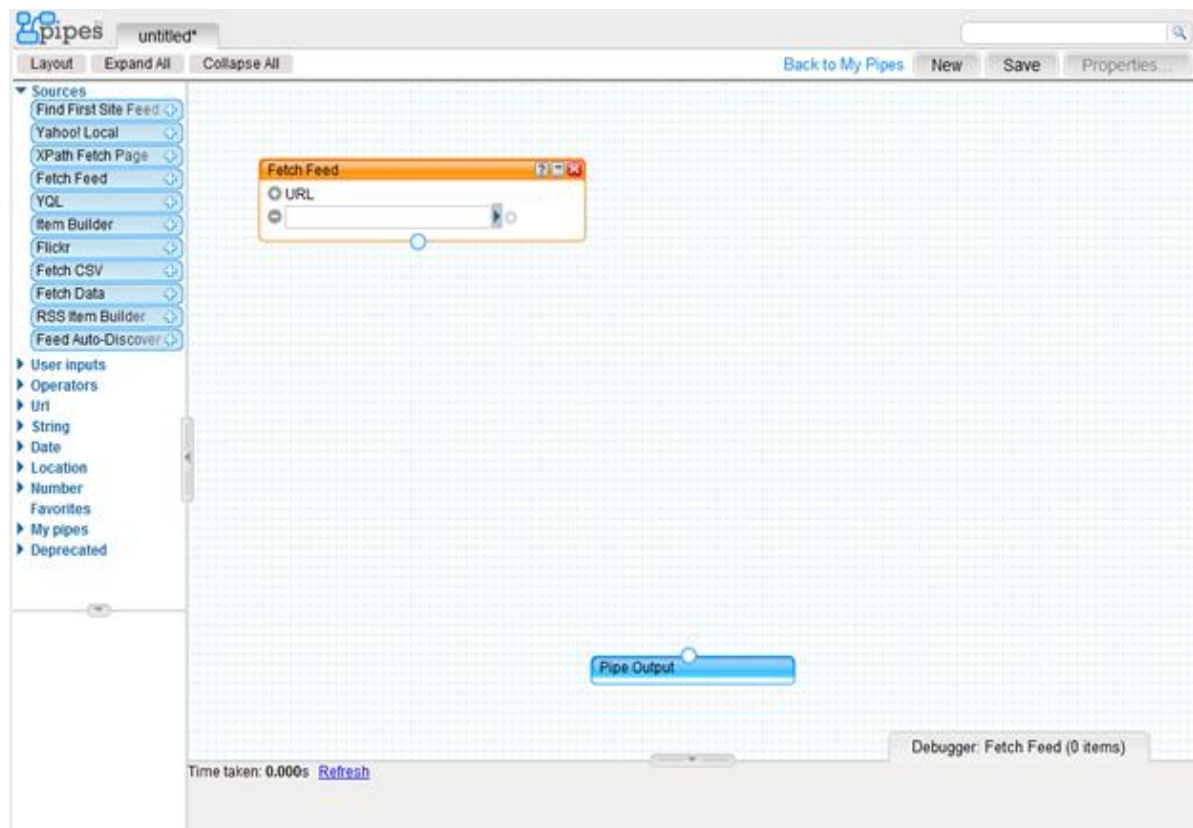 pipes
untitled*
Layout Expand All Collapse All Back to My Pipes New Save Properties...
Sources
Find First Site Feed
Yahoo! Local
XPath Fetch Page
Fetch Feed
YQL
Item Builder
Flickr
Fetch CSV
Fetch Data
RSS Item Builder
Feed Auto-Discover
User inputs
Operators
Url
String
Date
Location
Number
Favorites
My pipes
Deprecated
Fetch Feed ?
URL
Pipe Output
Debugger: Fetch Feed (0 items)
Time taken: 0.000s Refresh